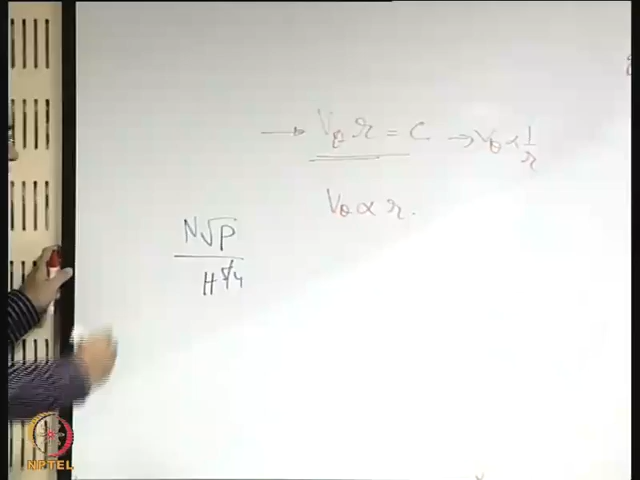 → V_θ r = C → V_θ ∝ 1/r
V_θ ∝ r.
N√P / H^5/4
NPTEL